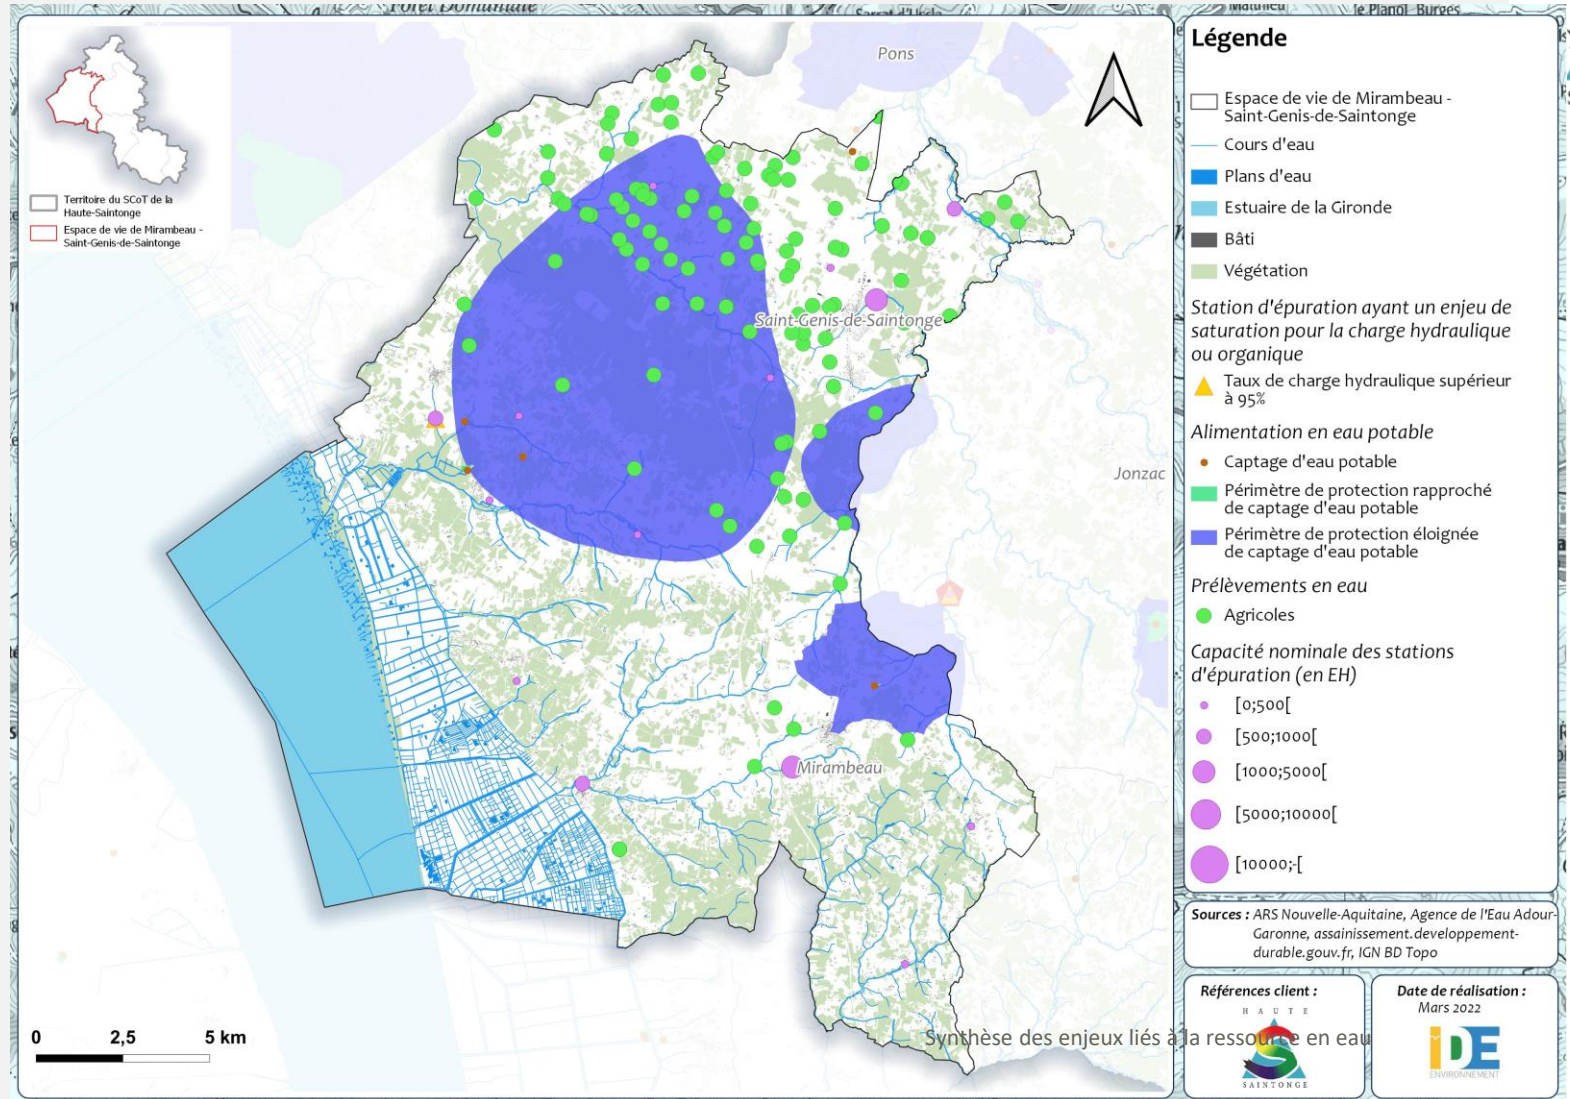 Forêt Domaniale
Pons
Saint-Genis-de-Saintonge
Jonzac
Mirambeau
Territoire du SCoT de la
Haute-Saintonge
Espace de vie de Mirambeau -
Saint-Genis-de-Saintonge
0 2,5 5 km
le Planol Burges
Légende
Espace de vie de Mirambeau -
Saint-Genis-de-Saintonge
Cours d'eau
Plans d'eau
Estuaire de la Gironde
Bâti
Végétation
Station d'épuration ayant un enjeu de
saturation pour la charge hydraulique
ou organique
Taux de charge hydraulique supérieur
à 95%
Alimentation en eau potable
Captage d'eau potable
Périmètre de protection rapproché
de captage d'eau potable
Périmètre de protection éloignée
de captage d'eau potable
Prélèvements en eau
Agricoles
Capacité nominale des stations
d'épuration (en EH)
[0;500[
[500;1000[
[1000;5000[
[5000;10000[
[10000;-[
Sources : ARS Nouvelle-Aquitaine, Agence de l'Eau Adour-
Garonne, assainissement.developpement-
durable.gouv.fr, IGN BD Topo
Références client :
HAUTE
SAINTONGE
Date de réalisation :
Mars 2022
IDE
ENVIRONNEMENT
Synthèse des enjeux liés à la ressource en eau